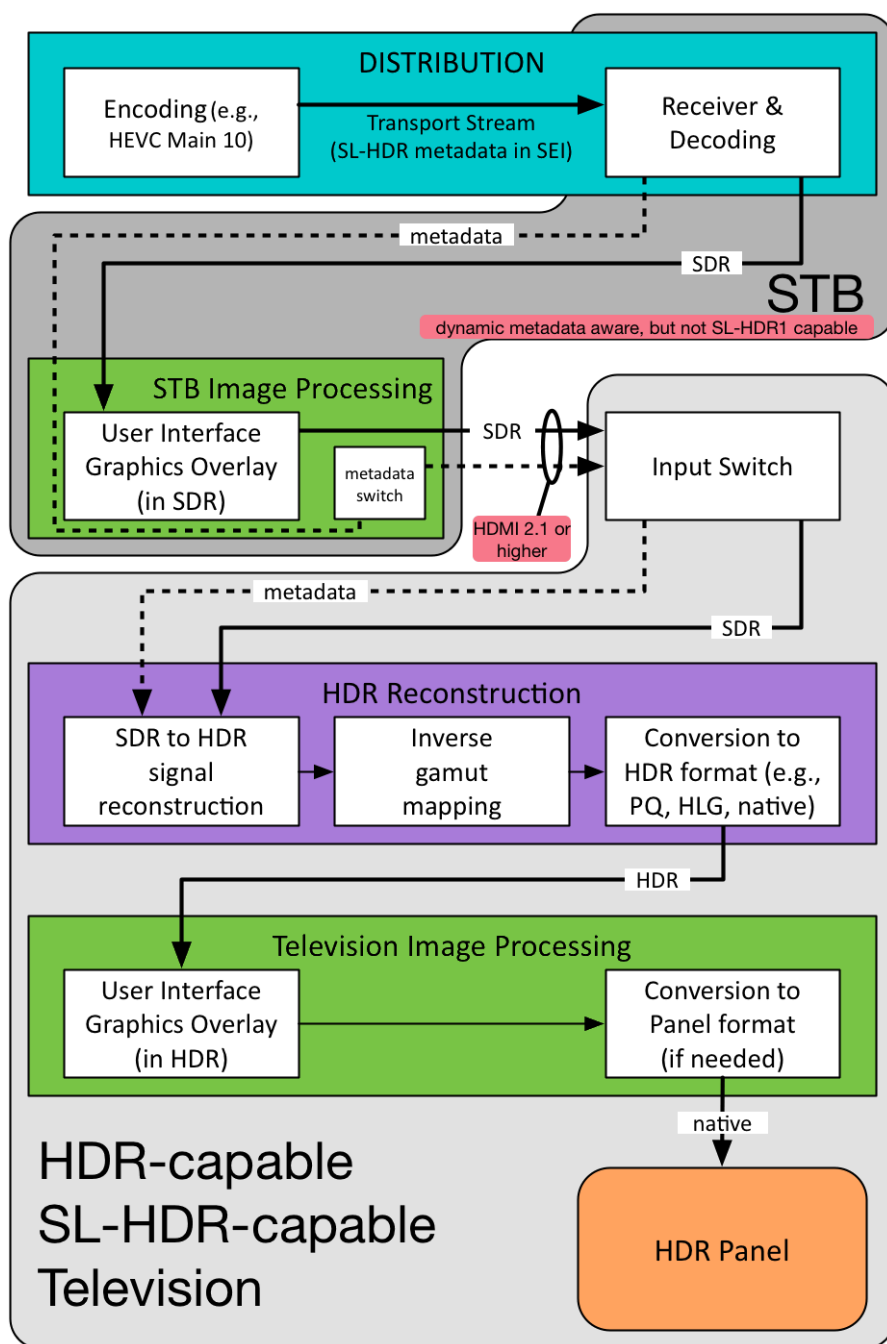 DISTRIBUTION
Encoding (e.g.,
HEVC Main 10)
Transport Stream
(SL-HDR metadata in SEI)
Receiver &
Decoding
metadata
SDR
STB
dynamic metadata aware, but not SL-HDR1 capable
STB Image Processing
User Interface
Graphics Overlay
(in SDR)
metadata
switch
SDR
HDMI 2.1 or
higher
Input Switch
metadata
SDR
HDR Reconstruction
SDR to HDR
signal
reconstruction
Inverse
gamut
mapping
Conversion to
HDR format (e.g.,
PQ, HLG, native)
HDR
Television Image Processing
User Interface
Graphics Overlay
(in HDR)
Conversion to
Panel format
(if needed)
native
HDR-capable
SL-HDR-capable
Television
HDR Panel